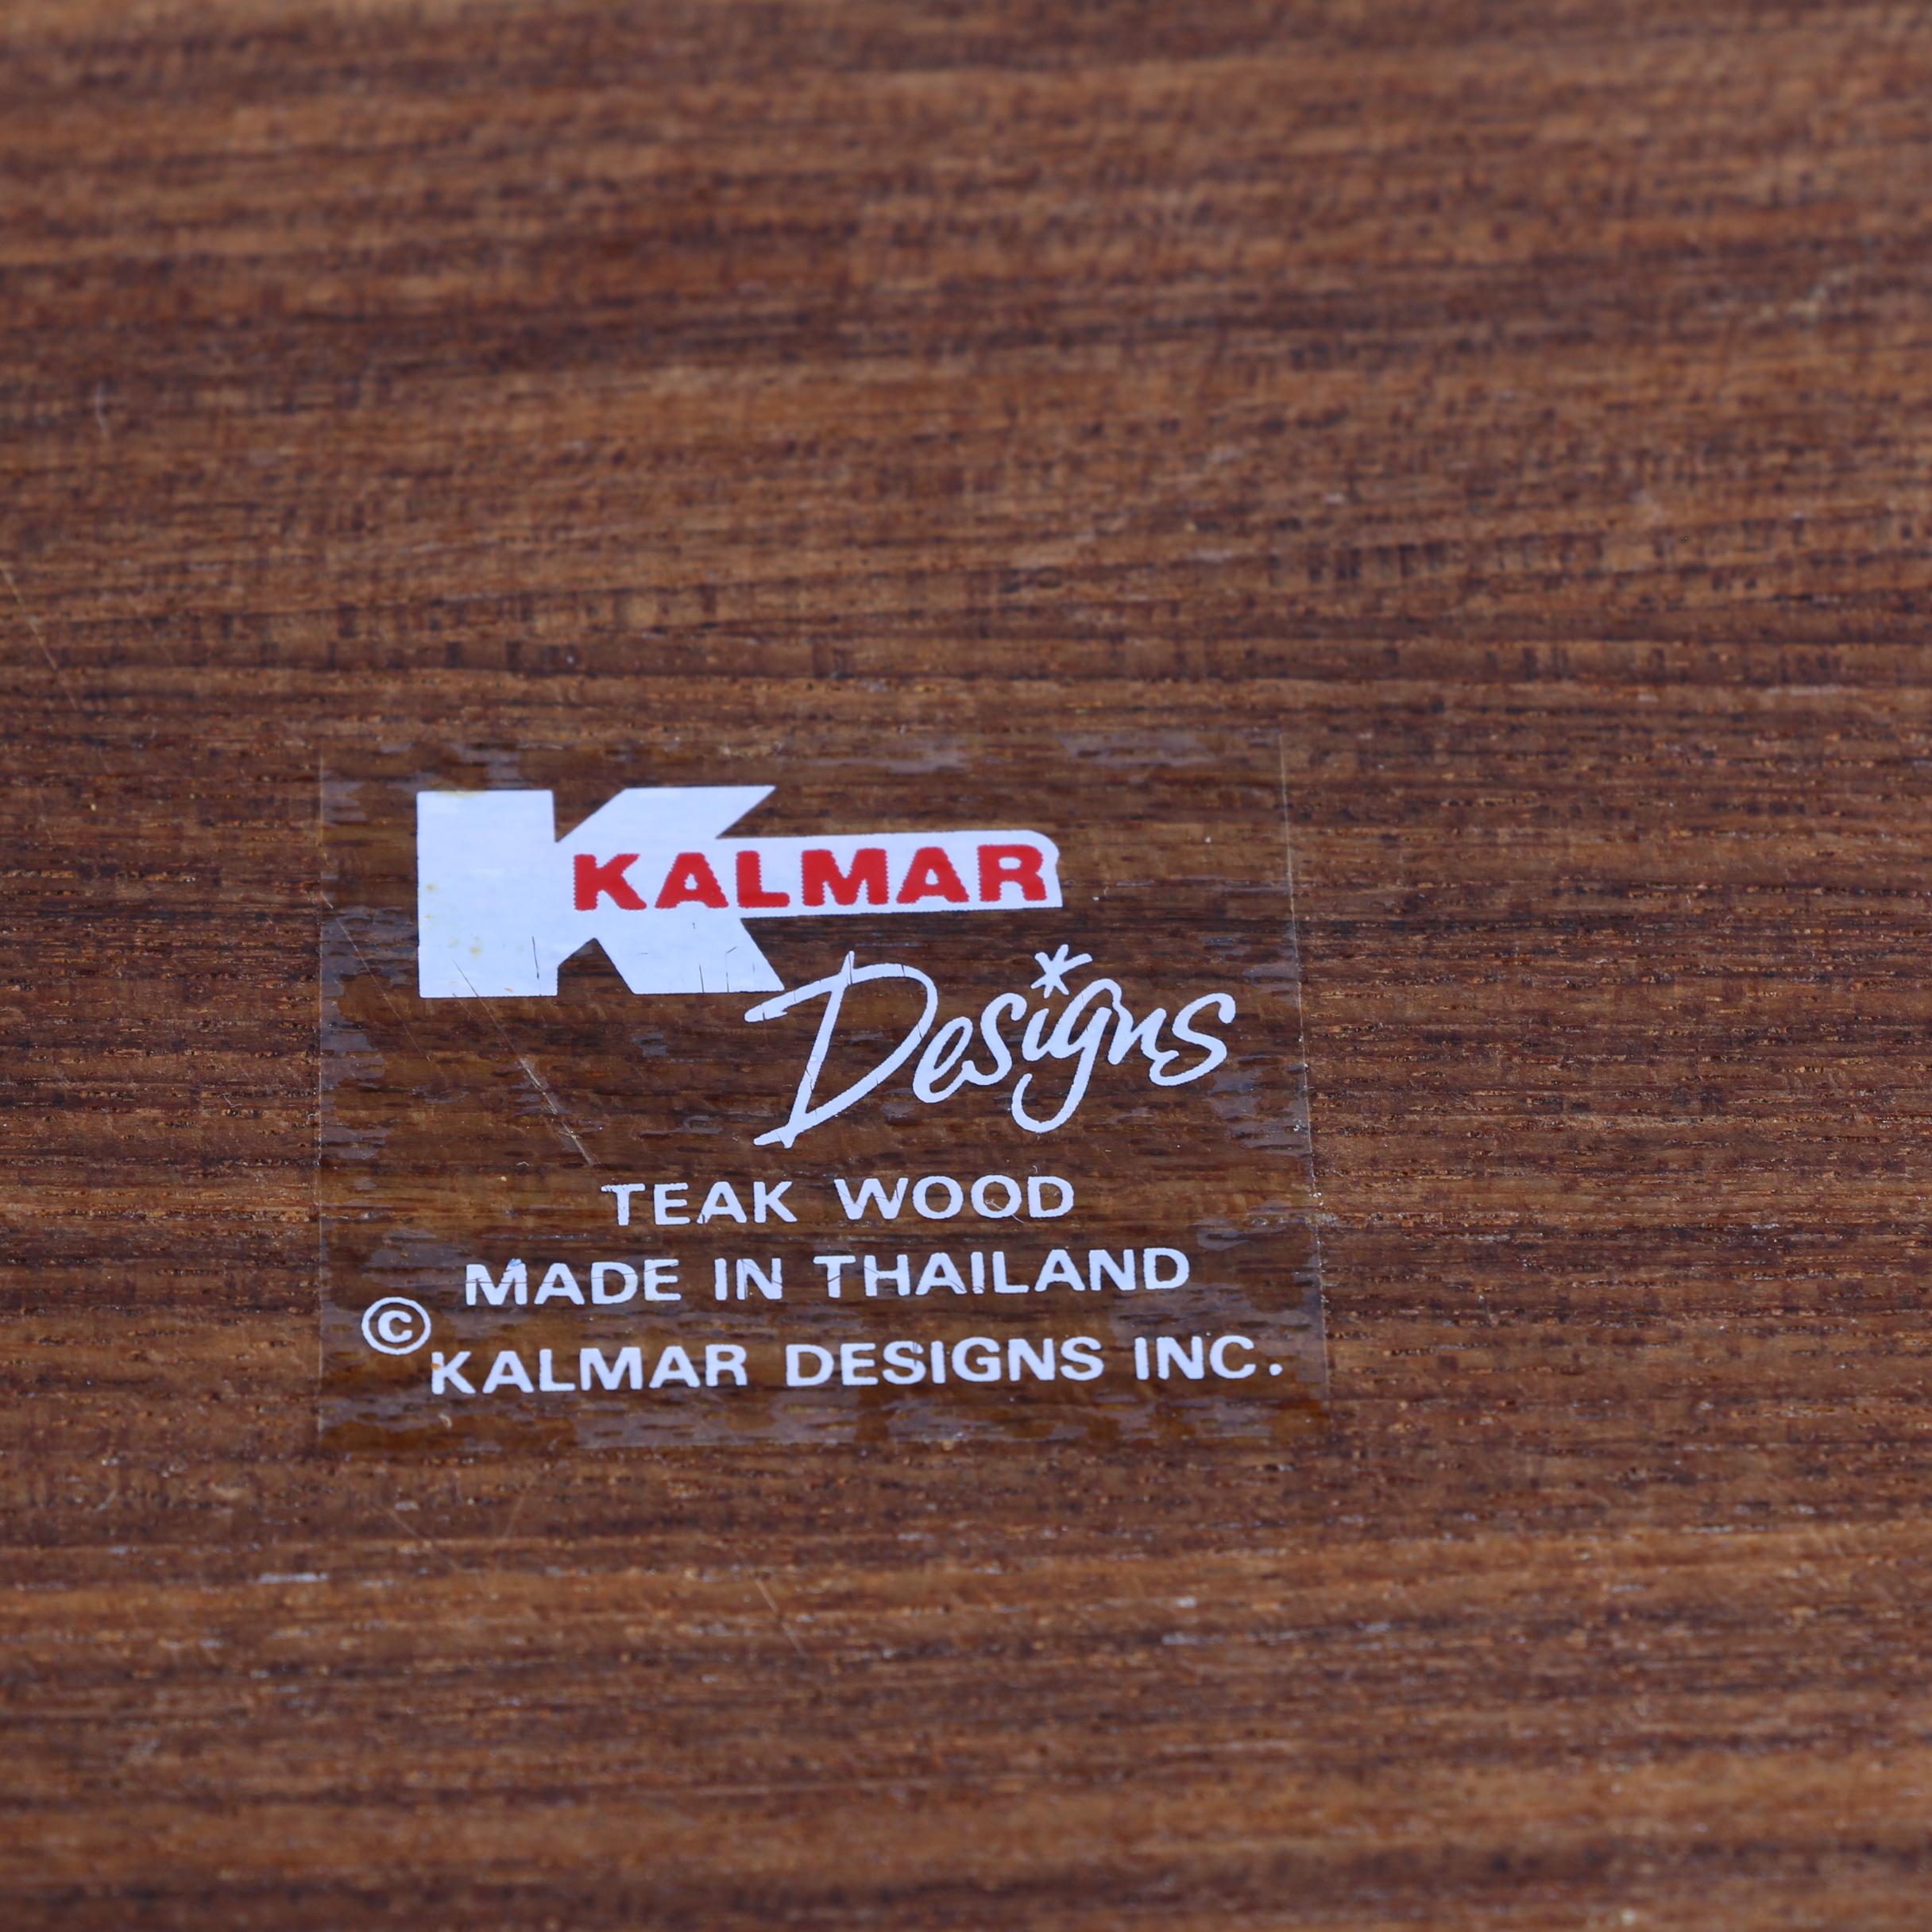 K KALMAR
Designs
TEAK WOOD
MADE IN THAILAND
© KALMAR DESIGNS INC.